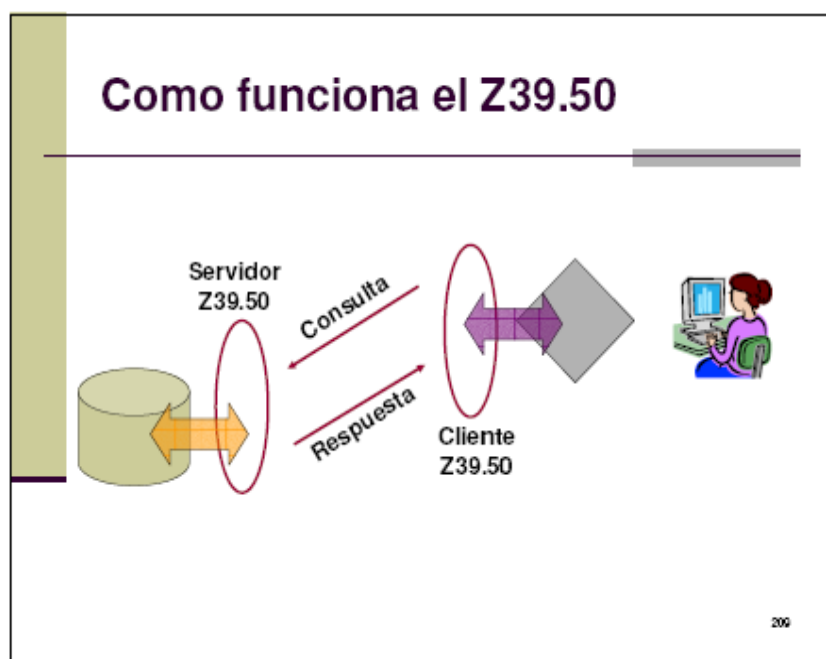 Como funciona el Z39.50
Servidor
Z39.50
Consulta
Respuesta
Cliente
Z39.50
209